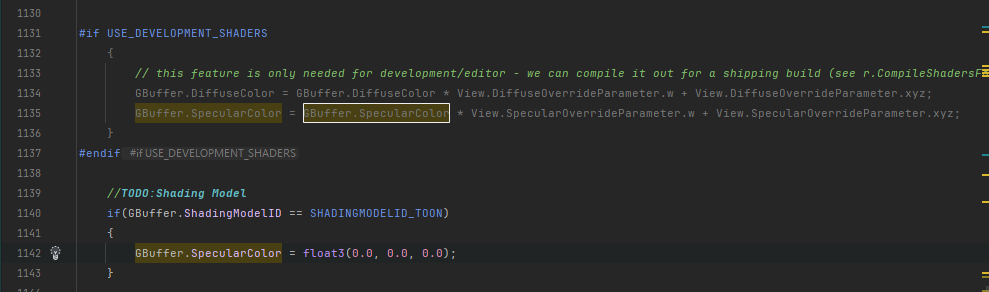 1130
1131 #if USE_DEVELOPMENT_SHADERS
1132 {
1133 // this feature is only needed for development/editor - we can compile it out for a shipping build (see r.CompileShadersF
1134 GBuffer.DiffuseColor = GBuffer.DiffuseColor * View.DiffuseOverrideParameter.w + View.DiffuseOverrideParameter.xyz;
1135 GBuffer.SpecularColor = GBuffer.SpecularColor * View.SpecularOverrideParameter.w + View.SpecularOverrideParameter.xyz;
1136 }
1137 #endif #if USE_DEVELOPMENT_SHADERS
1138
1139 //TODO:Shading Model
1140 if(GBuffer.ShadingModelID == SHADINGMODELID_TOON)
1141 {
1142 GBuffer.SpecularColor = float3(0.0, 0.0, 0.0);
1143 }